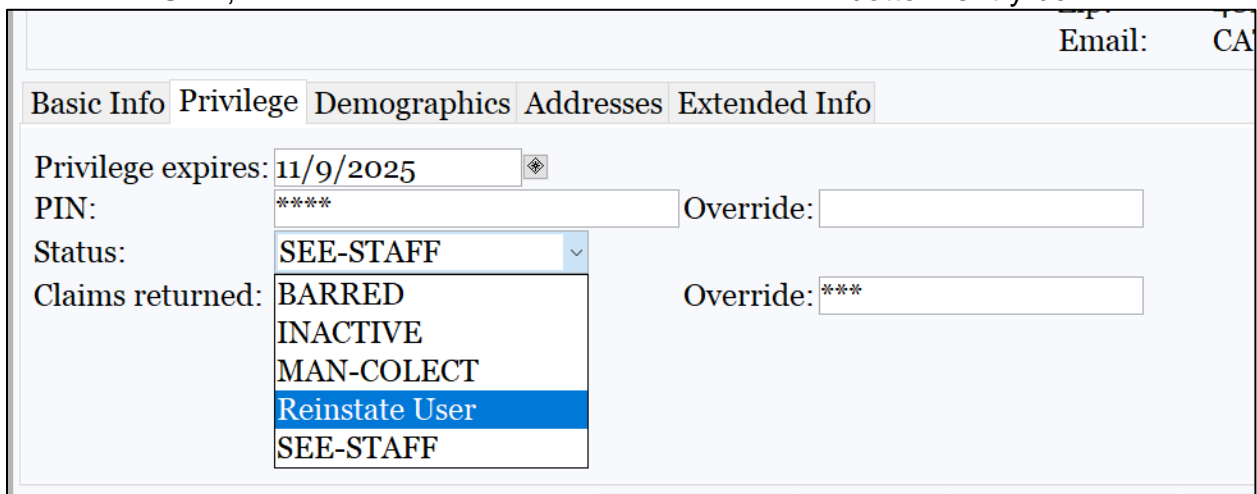 Email: CA
Basic Info Privilege Demographics Addresses Extended Info
Privilege expires: 11/9/2025
PIN: **** Override:
Status: SEE-STAFF
Claims returned: BARRED Override: ***
INACTIVE
MAN-COLECT
Reinstate User
SEE-STAFF